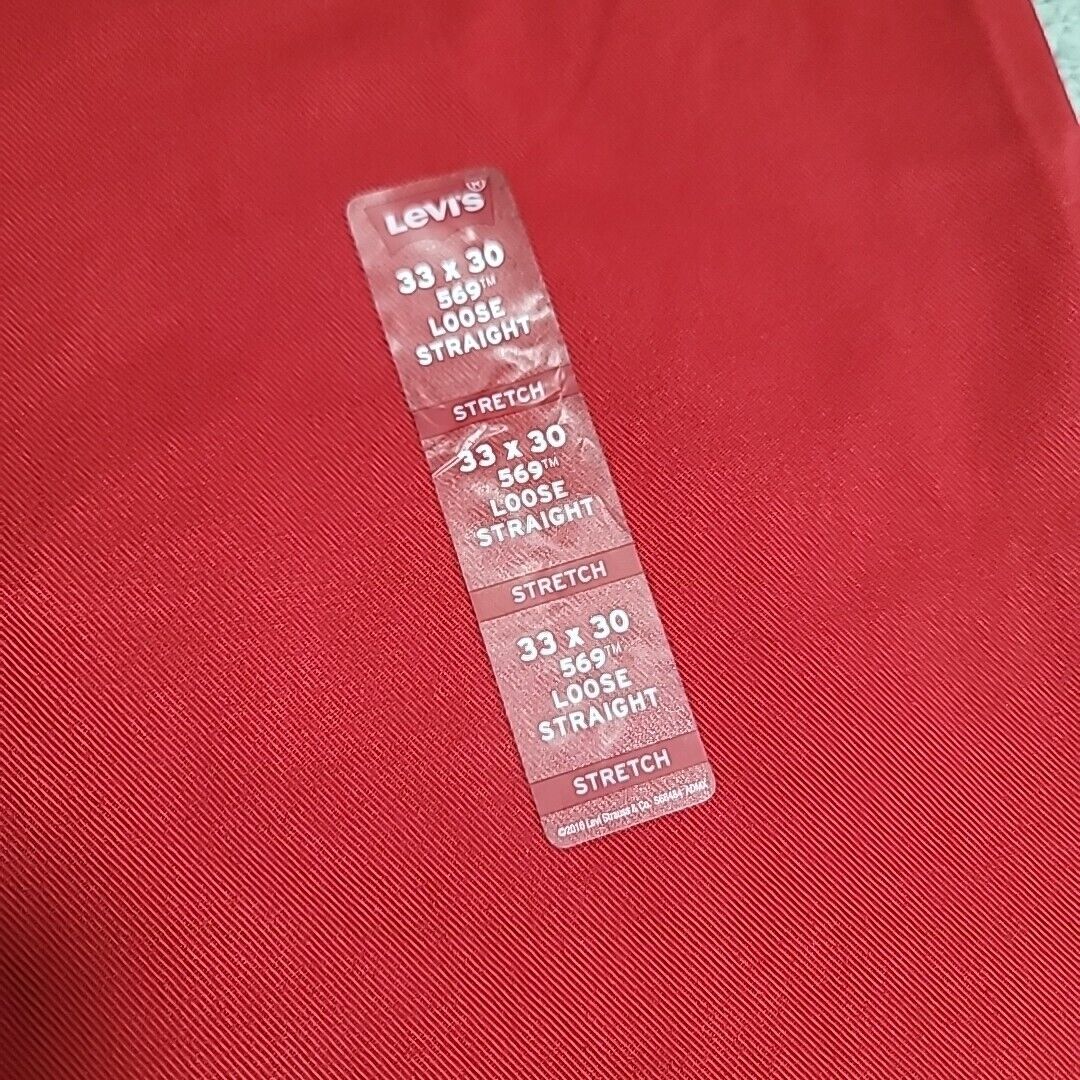 Levi's
33 x 30
569™
LOOSE
STRAIGHT
STRETCH
33 x 30
569™
LOOSE
STRAIGHT
STRETCH
33 x 30
569™
LOOSE
STRAIGHT
STRETCH
Levi Strauss & Co.